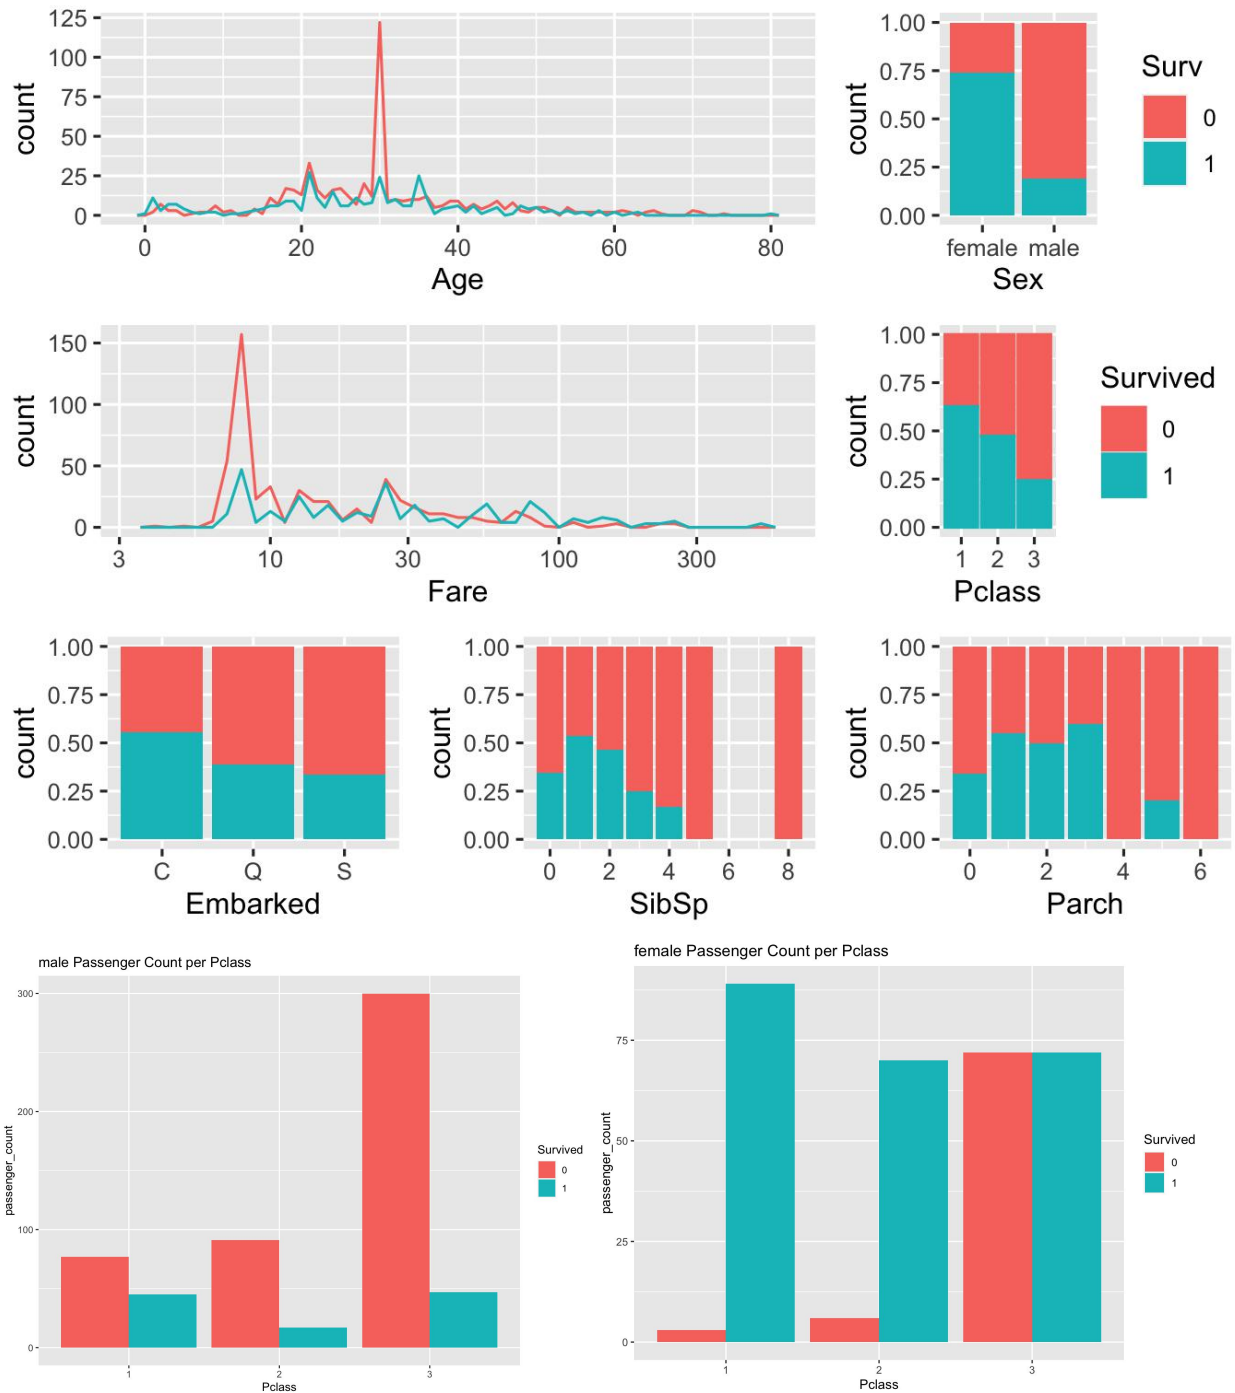 125
100
75
50
25
0
count
0 20 40 60 80
Age
1.00
0.75
0.50
0.25
0.00
count
female male
Sex
Surv
0
1
150
100
50
0
count
3 10 30 100 300
Fare
1.00
0.75
0.50
0.25
0.00
count
1 2 3
Pclass
Survived
0
1
1.00
0.75
0.50
0.25
0.00
count
C Q S
Embarked
1.00
0.75
0.50
0.25
0.00
count
0 2 4 6 8
SibSp
1.00
0.75
0.50
0.25
0.00
count
0 2 4 6
Parch
male Passenger Count per Pclass
300
200
100
0
passenger_count
1 2 3
Pclass
Survived
0
1
female Passenger Count per Pclass
75
50
25
0
passenger_count
1 2 3
Pclass
Survived
0
1